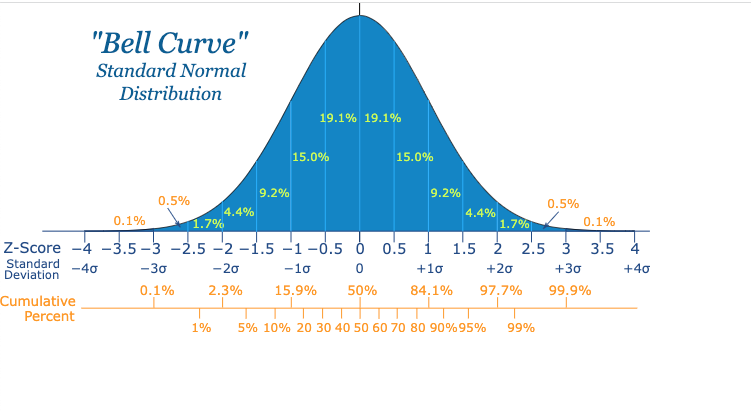 "Bell Curve"
Standard Normal
Distribution
19.1% 19.1%
15.0% 15.0%
9.2% 9.2%
0.5% 0.5%
4.4% 4.4%
0.1% 1.7% 1.7% 0.1%
Z-Score −4 −3.5 −3 −2.5 −2 −1.5 −1 −0.5 0 0.5 1 1.5 2 2.5 3 3.5 4
Standard
Deviation −4σ −3σ −2σ −1σ 0 +1σ +2σ +3σ +4σ
0.1% 2.3% 15.9% 50% 84.1% 97.7% 99.9%
Cumulative
Percent
1% 5% 10% 20 30 40 50 60 70 80 90% 95% 99%